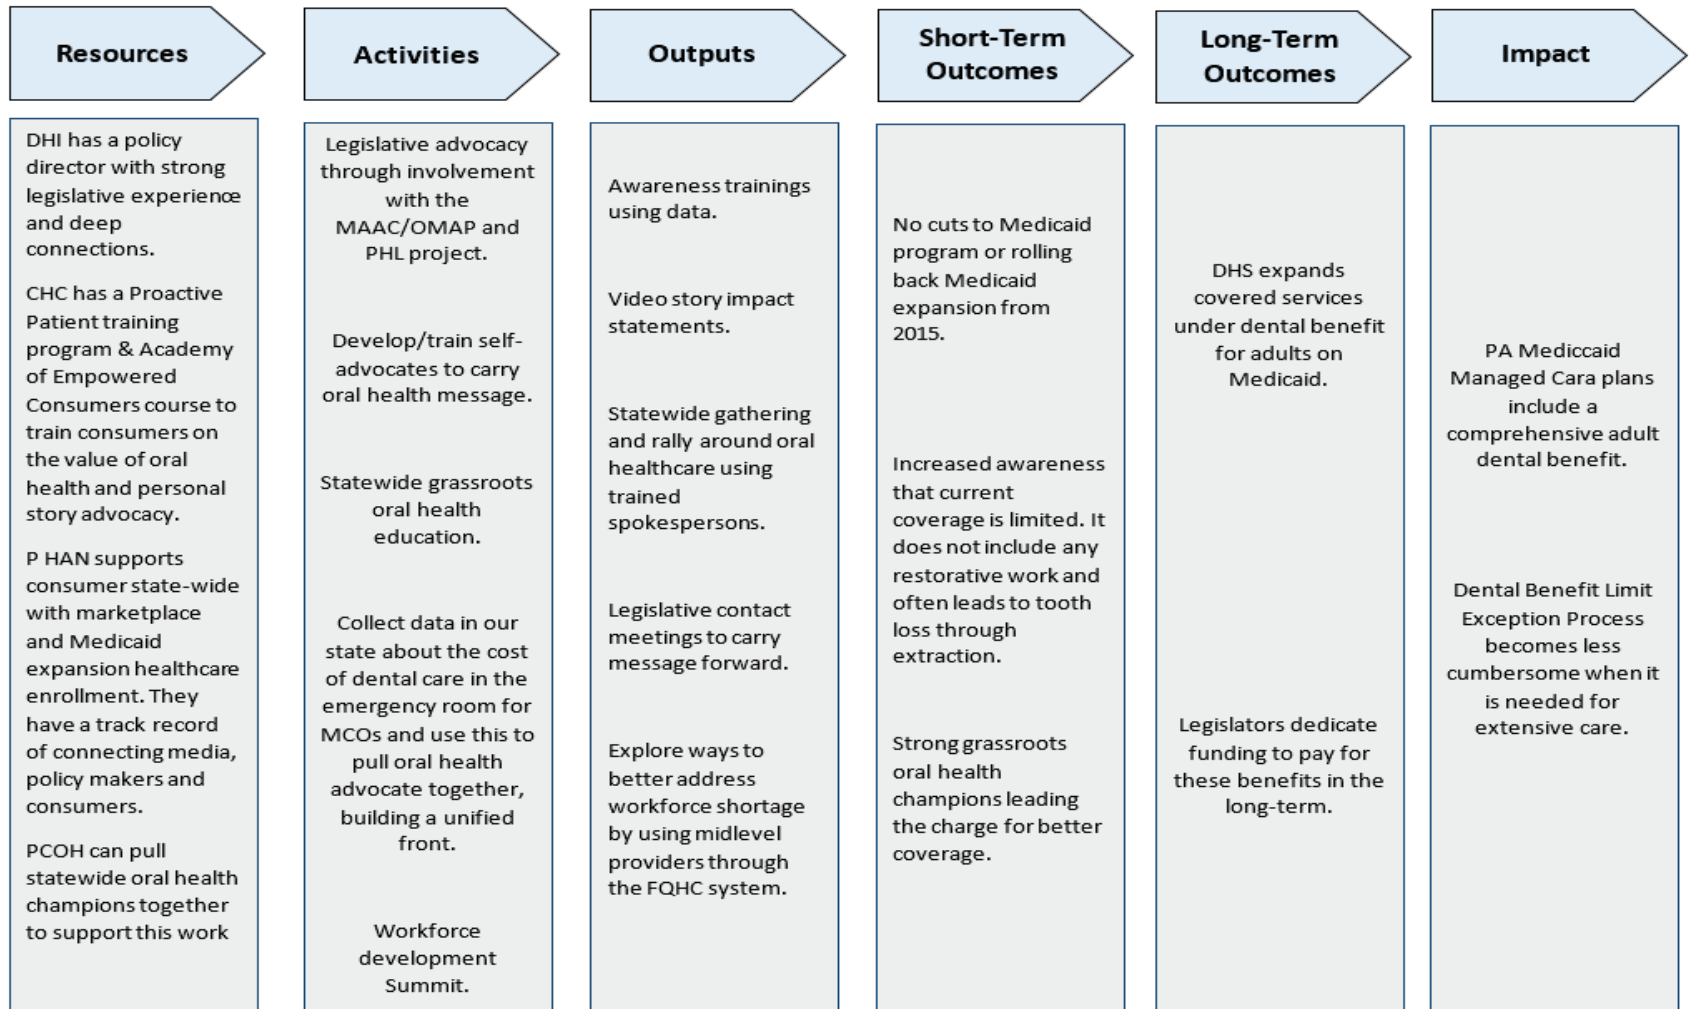 Resources
DHI has a policy
director with strong
legislative experience
and deep
connections.
CHC has a Proactive
Patient training
program & Academy
of Empowered
Consumers course to
train consumers on
the value of oral
health and personal
story advocacy.
P HAN supports
consumer state-wide
with marketplace
and Medicaid
expansion healthcare
enrollment. They
have a track record
of connecting media,
policy makers and
consumers.
PCOH can pull
statewide oral health
champions together
to support this work
Activities
Legislative advocacy
through involvement
with the
MAAC/OMAP and
PHL project.
Develop/train self-
advocates to carry
oral health message.
Statewide grassroots
oral health
education.
Collect data in our
state about the cost
of dental care in the
emergency room for
MCOs and use this to
pull oral health
advocate together,
building a unified
front.
Workforce
development
Summit.
Outputs
Awareness trainings
using data.
Video story impact
statements.
Statewide gathering
and rally around oral
healthcare using
trained
spokespersons.
Legislative contact
meetings to carry
message forward.
Explore ways to
better address
workforce shortage
by using midlevel
providers through
the FQHC system.
Short-Term
Outcomes
No cuts to Medicaid
program or rolling
back Medicaid
expansion from
2015.
Increased awareness
that current
coverage is limited. It
does not include any
restorative work and
often leads to tooth
loss through
extraction.
Strong grassroots
oral health
champions leading
the charge for better
coverage.
Long-Term
Outcomes
DHS expands
covered services
under dental benefit
for adults on
Medicaid.
Legislators dedicate
funding to pay for
these benefits in the
long-term.
Impact
PA Mediccaid
Managed Cara plans
include a
comprehensive adult
dental benefit.
Dental Benefit Limit
Exception Process
becomes less
cumbersome when it
is needed for
extensive care.